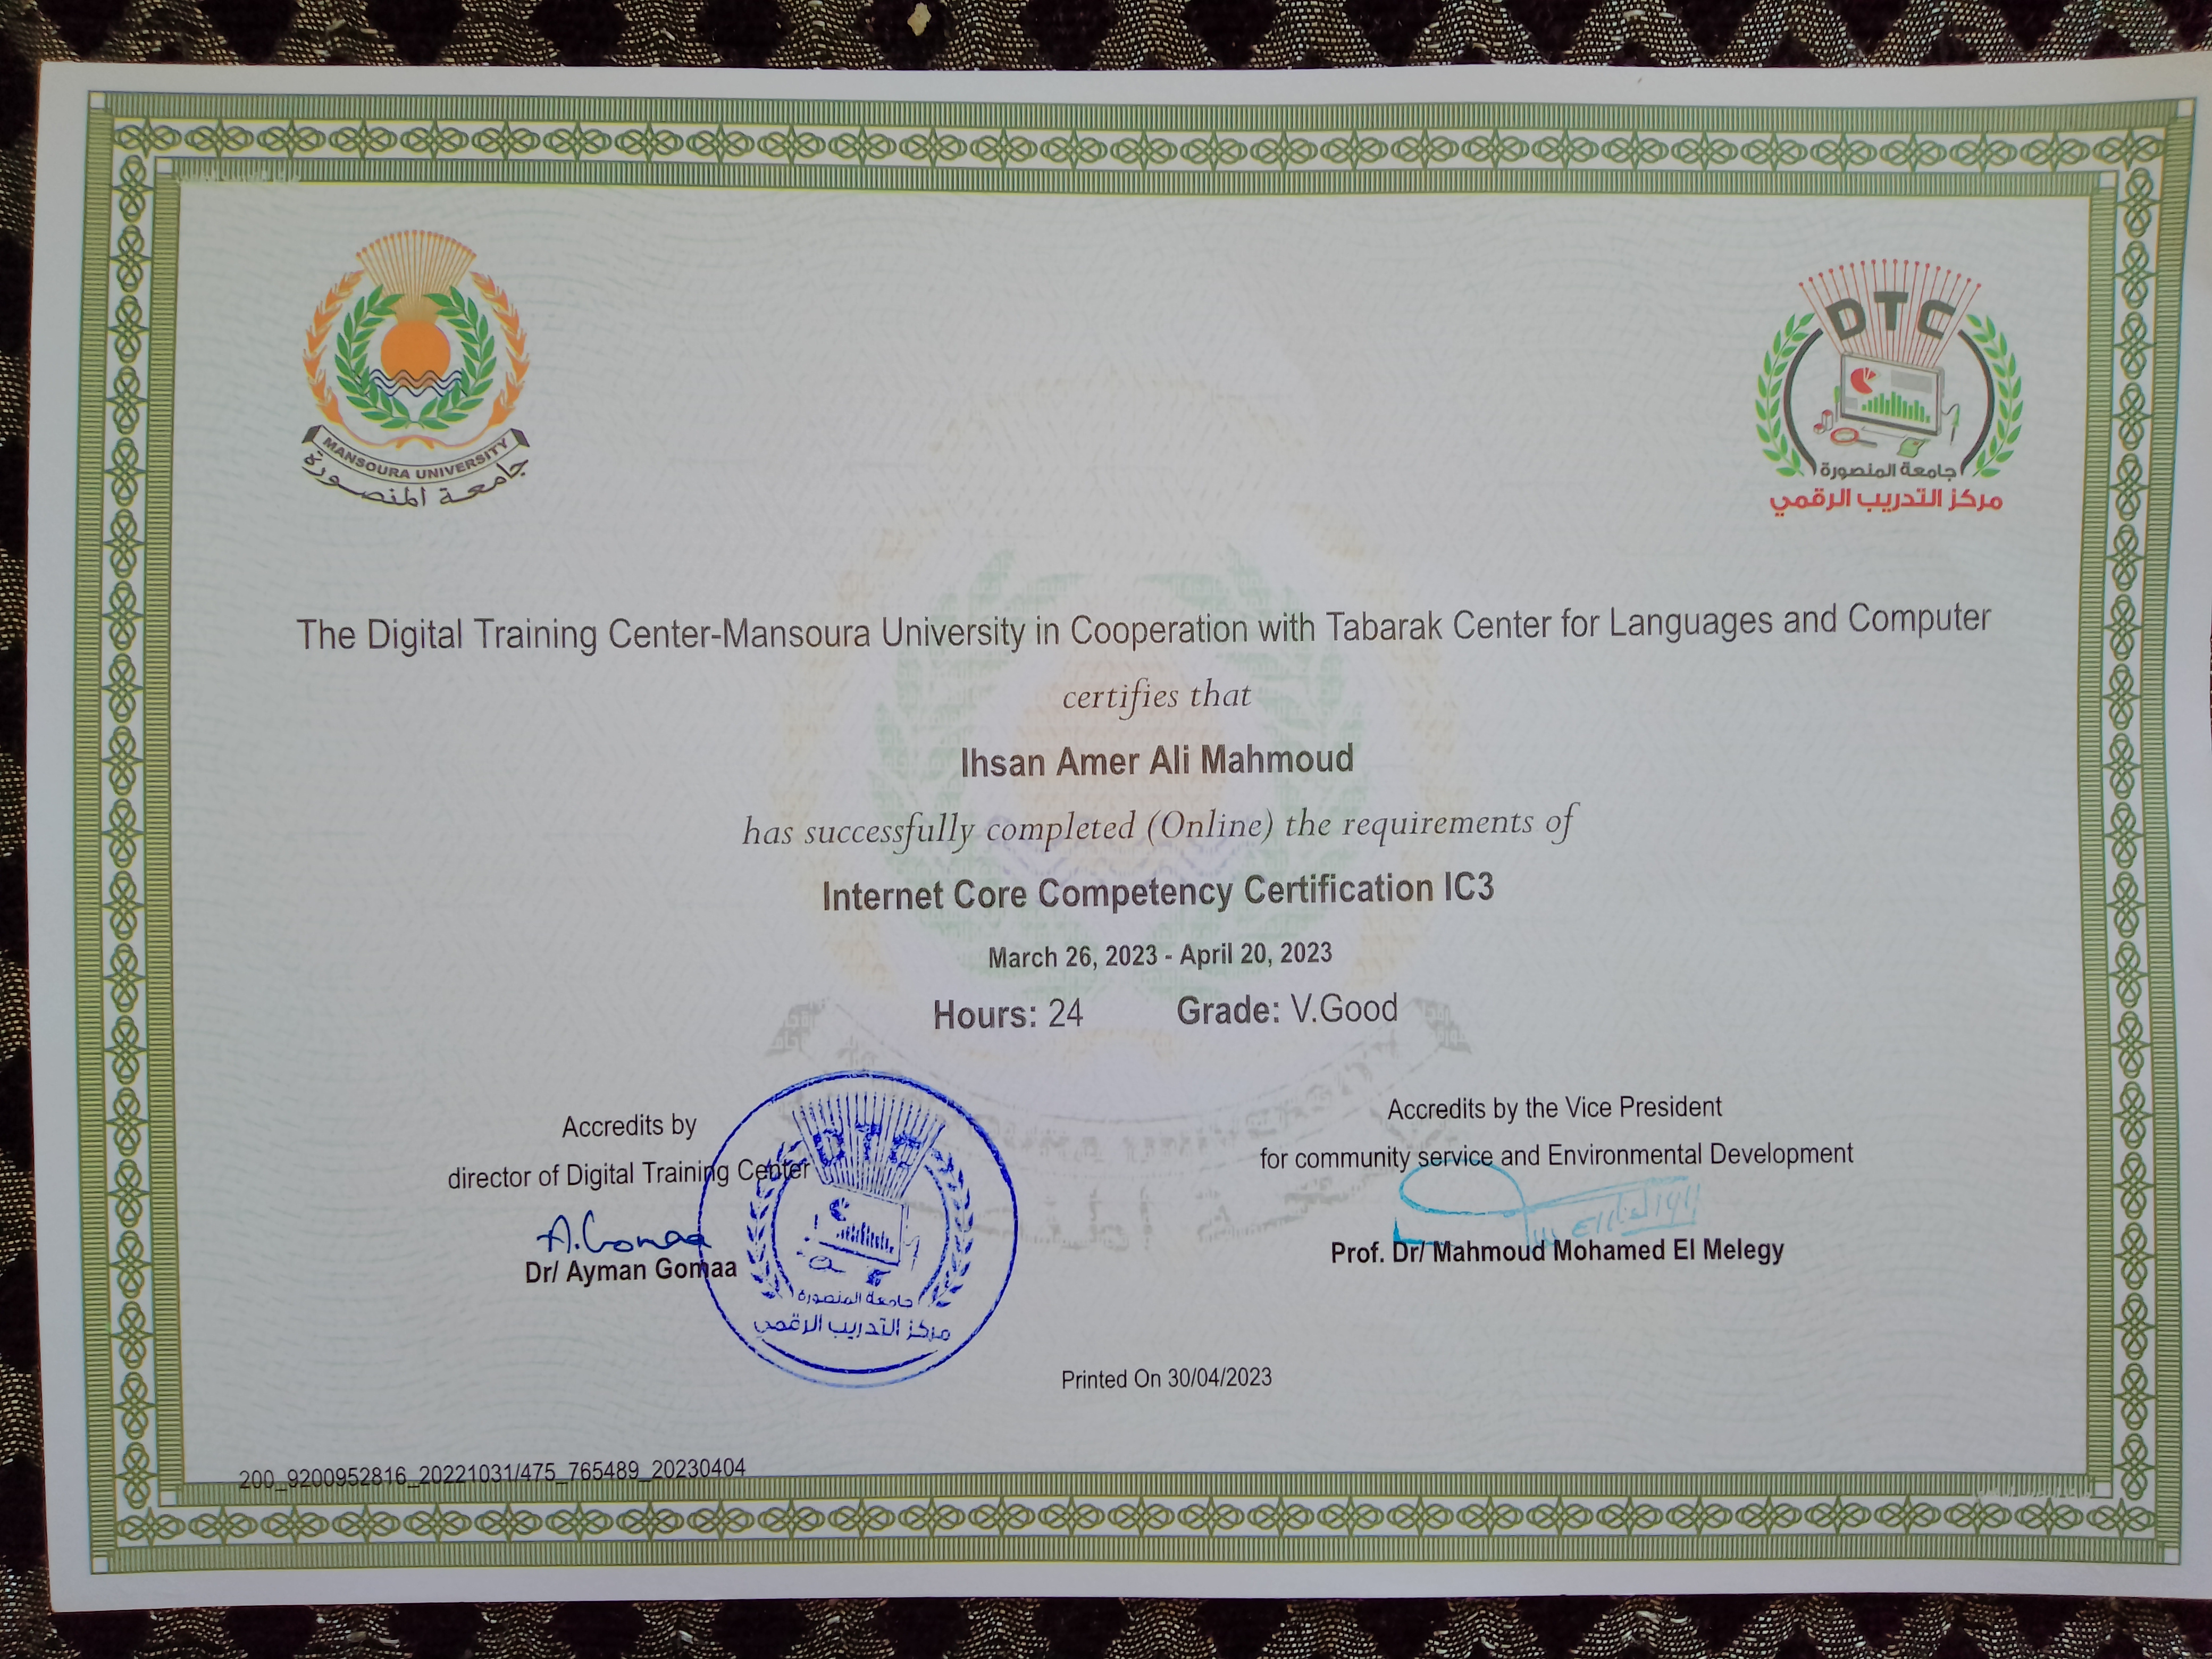 MANSOURA UNIVERSITY
جامعة المنصورة
DTC
جامعة المنصورة
مركز التدريب الرقمي
The Digital Training Center-Mansoura University in Cooperation with Tabarak Center for Languages and Computer
certifies that
Ihsan Amer Ali Mahmoud
has successfully completed (Online) the requirements of
Internet Core Competency Certification IC3
March 26, 2023 - April 20, 2023
Hours: 24 Grade: V.Good
Accredits by
director of Digital Training Center
A.Gomaa
Dr/ Ayman Gomaa
DTC
جامعة المنصورة
مركز التدريب الرقمي
Accredits by the Vice President
for community service and Environmental Development
Prof. Dr/ Mahmoud Mohamed El Melegy
Printed On 30/04/2023
200_9200952816_20221031/475_765489_20230404